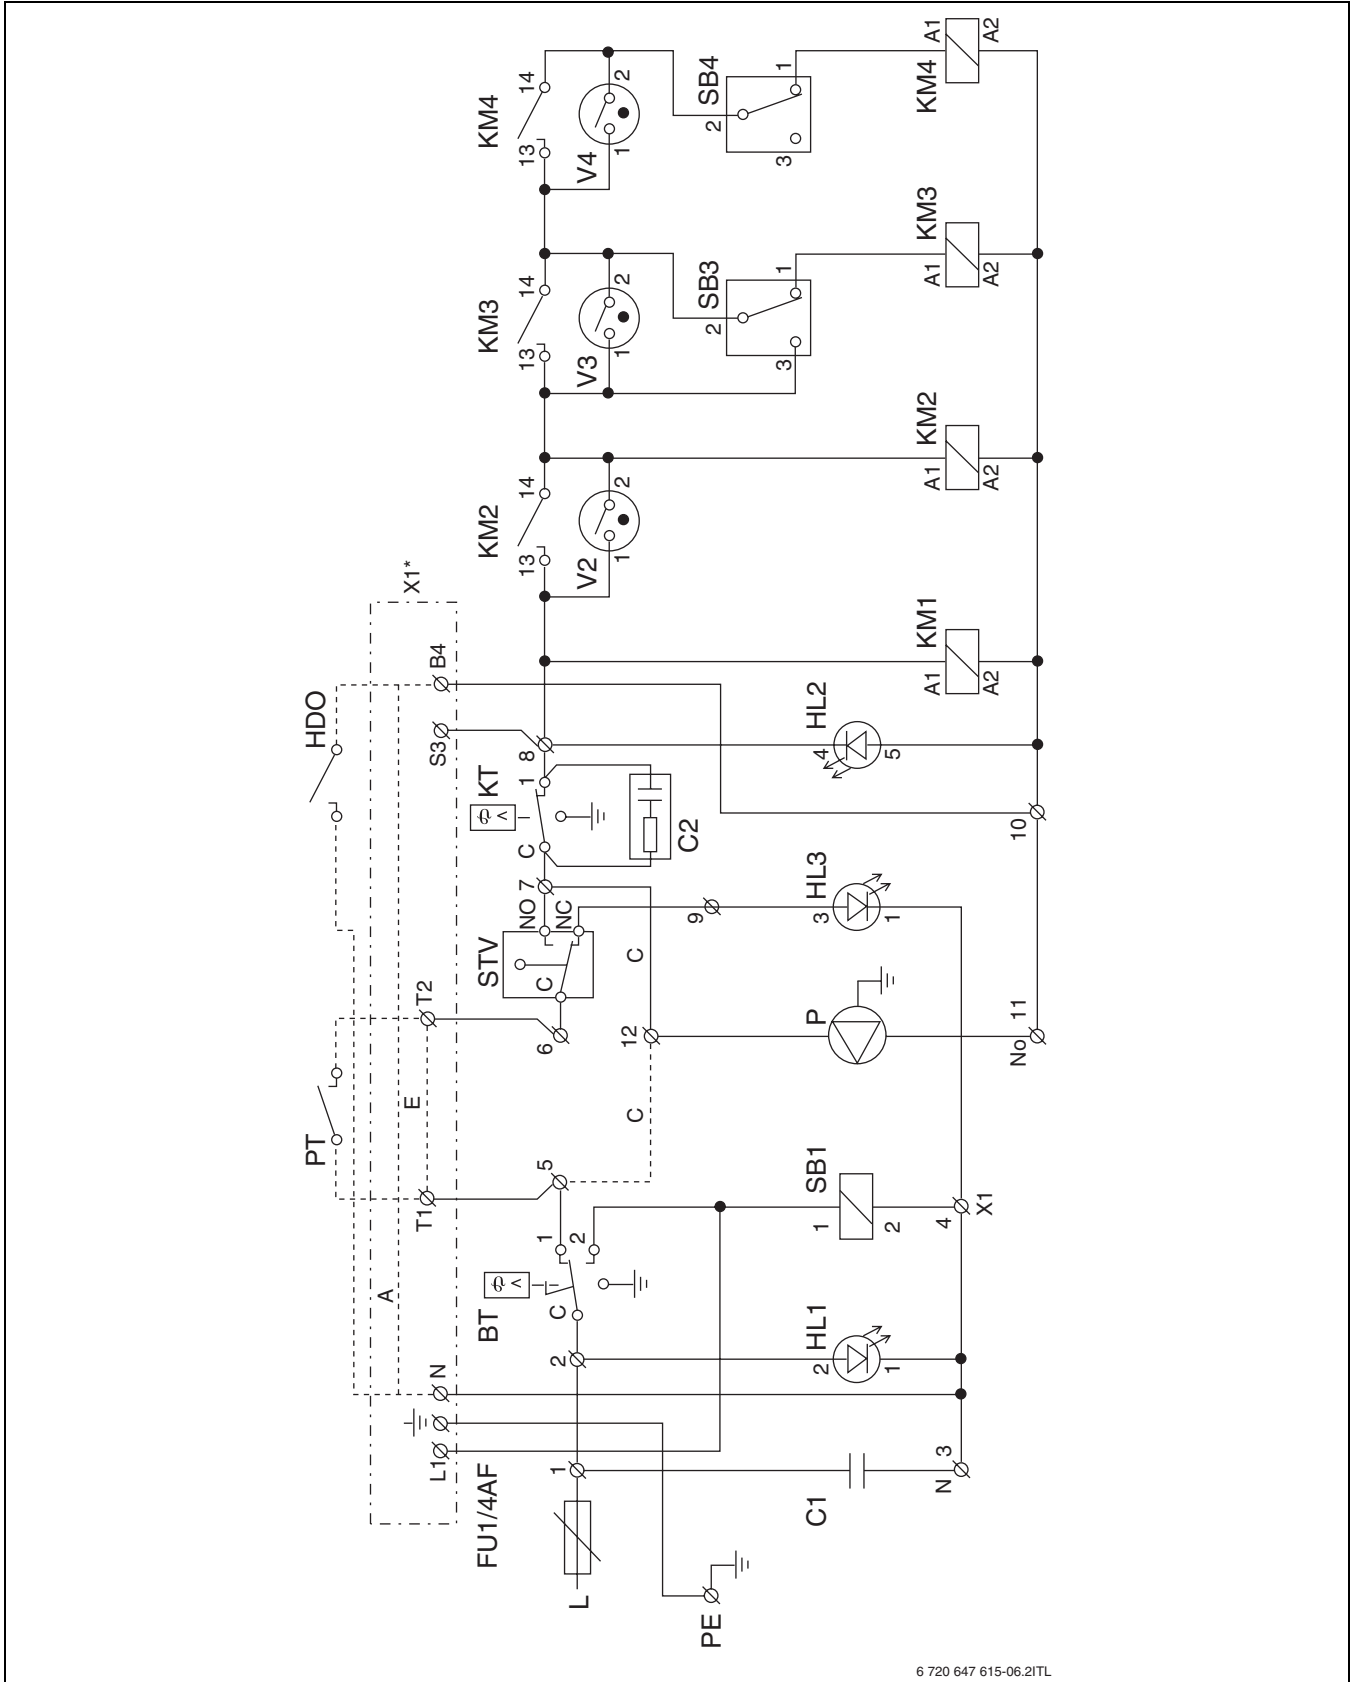 KM4
13
14
V4
1
2
SB4
2
1
3
KM4
A1
A2
KM3
13
14
V3
1
2
SB3
2
1
3
KM3
A1
A2
KM2
13
14
V2
1
2
KM2
A1
A2
X1*
HDO
B4
S3
8
KT
1
C
ϑ
<
C2
KM1
A1
A2
HL2
4
5
10
STV
NO
7
NC
C
9
HL3
3
1
T2
6
C
12
P
No
11
PT
E
T1
5
C
A
BT
ϑ
<
1
2
C
SB1
1
2
4
X1
2
HL1
2
1
N
L1
1
FU1/4AF
L
C1
N
3
PE
6 720 647 615-06.2ITL